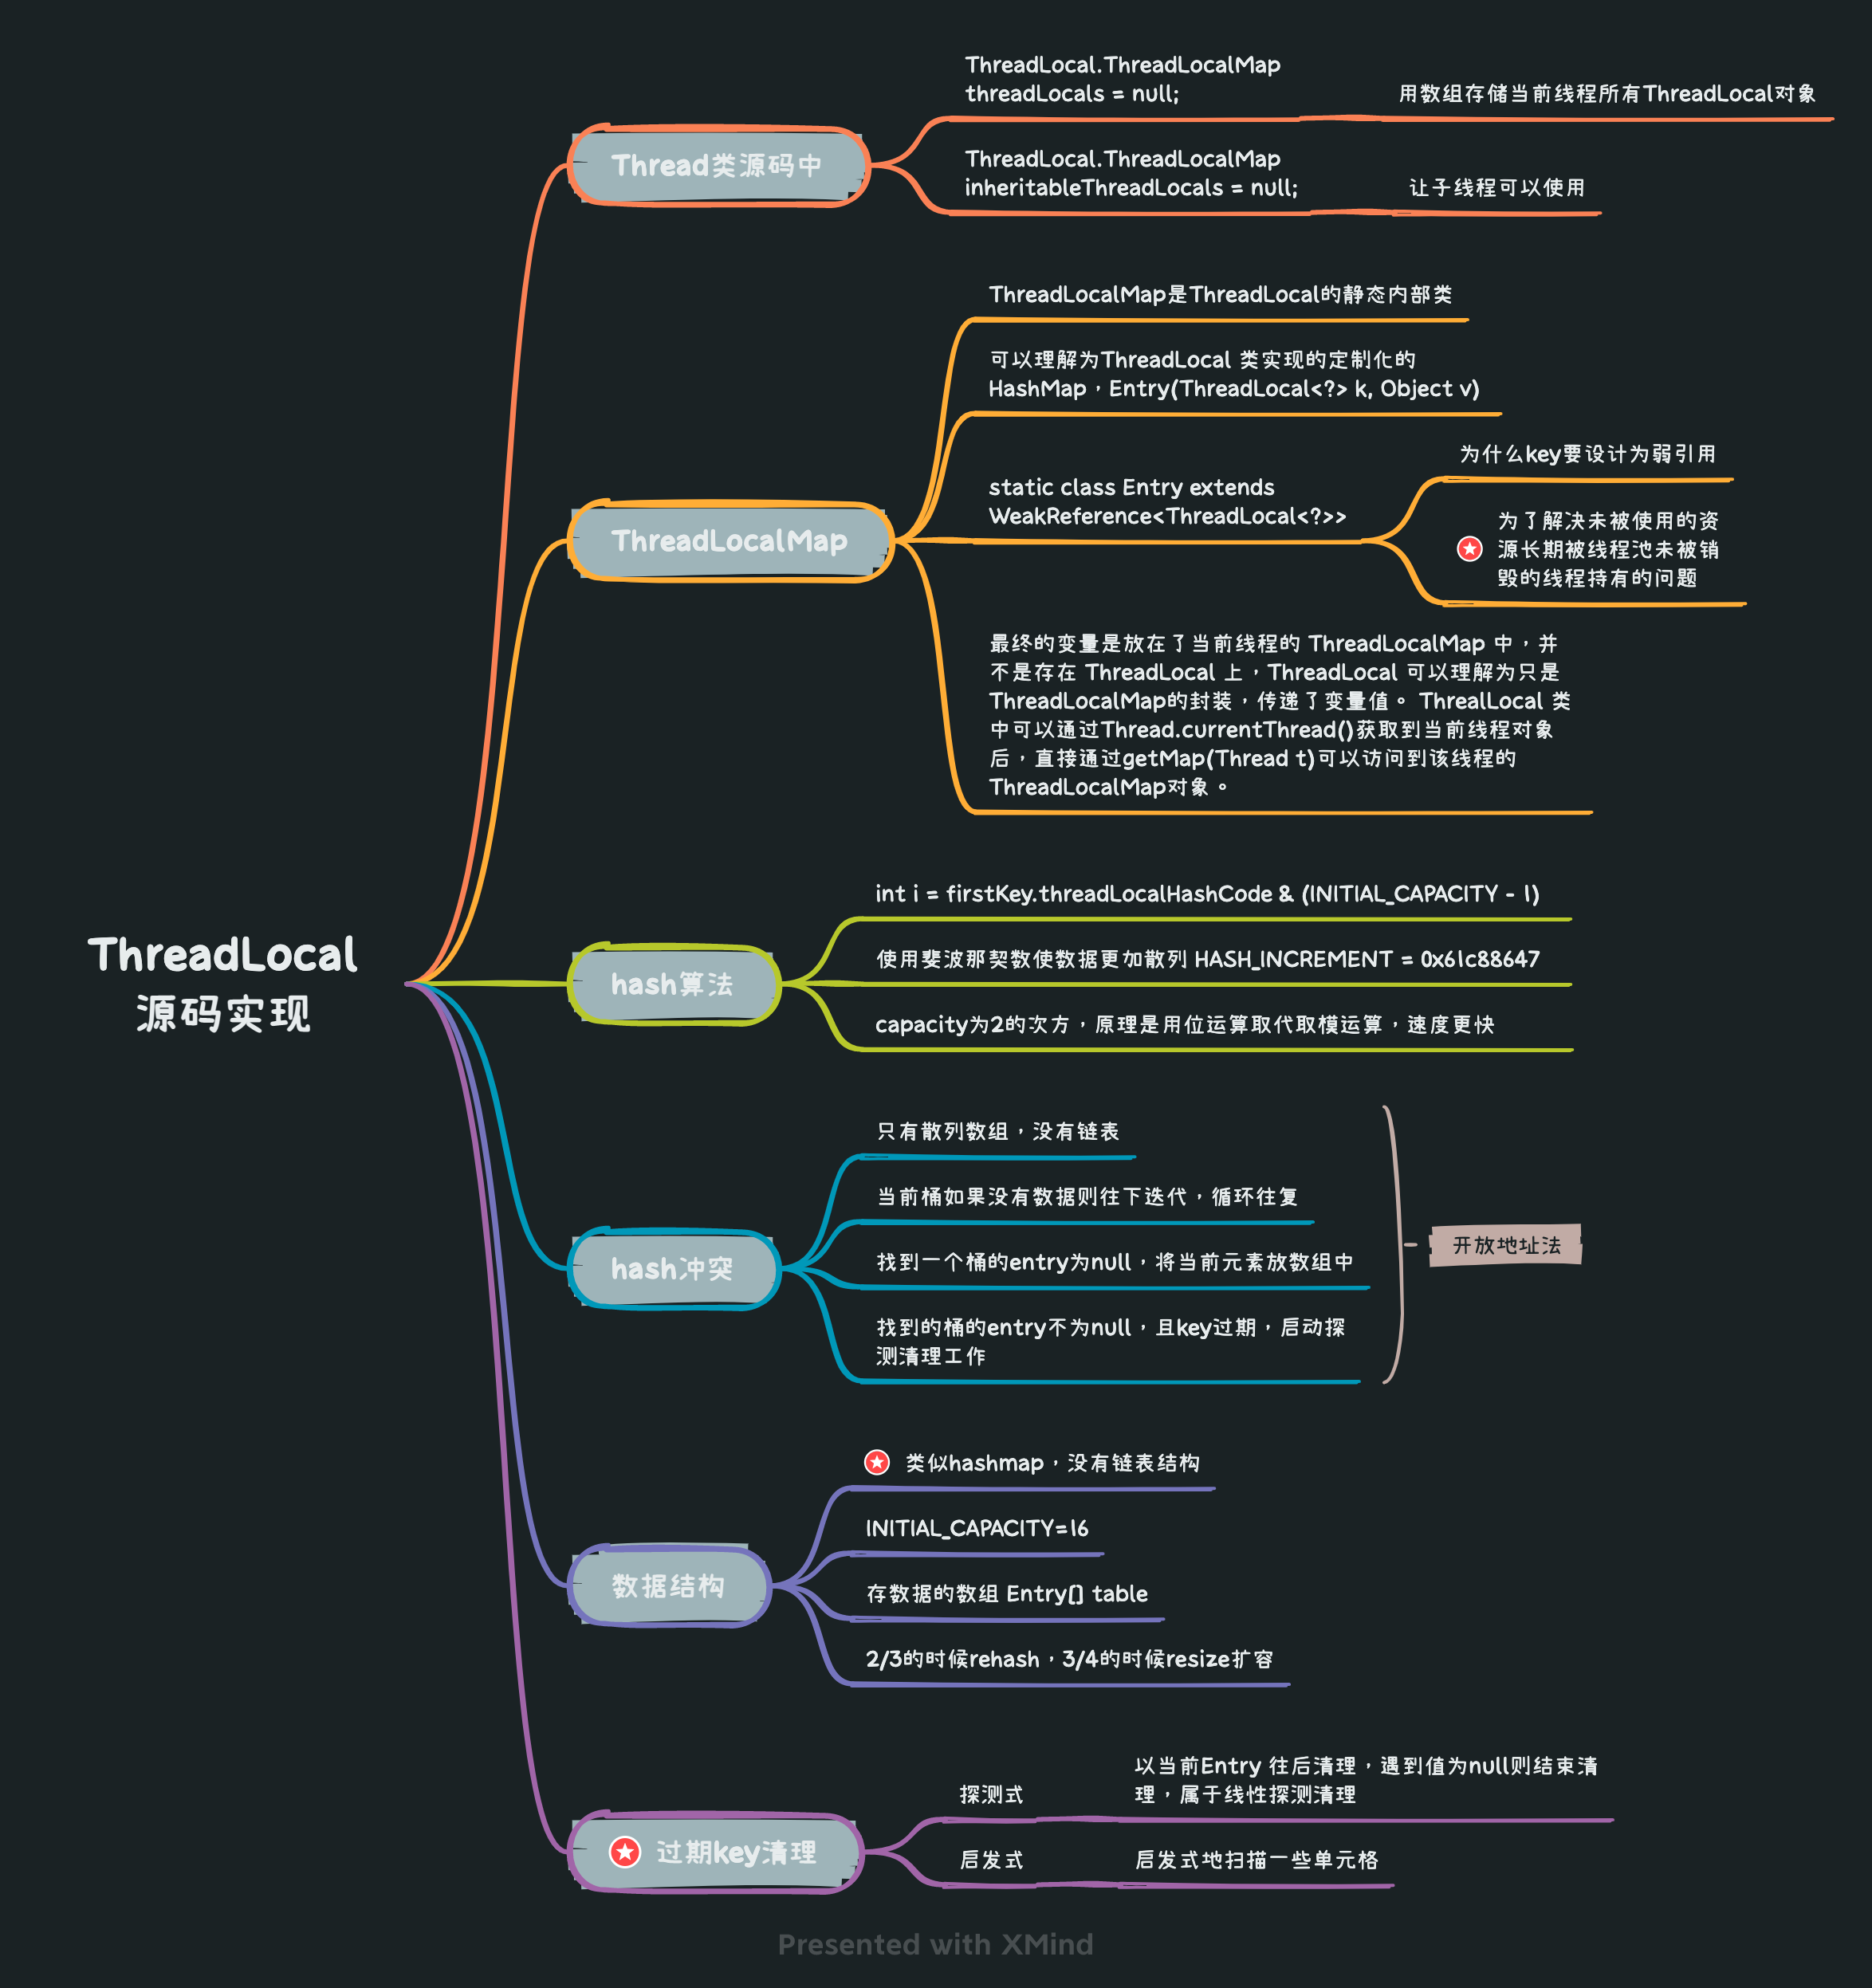 ThreadLocal.ThreadLocalMap
threadLocals = null;
用数组存储当前线程所有ThreadLocal对象
Thread类源码中
ThreadLocal.ThreadLocalMap
inheritableThreadLocals = null;
让子线程可以使用
ThreadLocalMap是ThreadLocal的静态内部类
可以理解为ThreadLocal 类实现的定制化的
HashMap，Entry(ThreadLocal<?> k, Object v)
ThreadLocalMap
static class Entry extends
WeakReference<ThreadLocal<?>>
为什么key要设计为弱引用
为了解决未被使用的资
源长期被线程池未被销
毁的线程持有的问题
最终的变量是放在了当前线程的 ThreadLocalMap 中，并
不是存在 ThreadLocal 上，ThreadLocal 可以理解为只是
ThreadLocalMap的封装，传递了变量值。 ThrealLocal 类
中可以通过Thread.currentThread()获取到当前线程对象
后，直接通过getMap(Thread t)可以访问到该线程的
ThreadLocalMap对象。
ThreadLocal
源码实现
hash算法
int i = firstKey.threadLocalHashCode & (INITIAL_CAPACITY - 1)
使用斐波那契数使数据更加散列 HASH_INCREMENT = 0x61c88647
capacity为2的次方，原理是用位运算取代取模运算，速度更快
hash冲突
只有散列数组，没有链表
当前桶如果没有数据则往下迭代，循环往复
找到一个桶的entry为null，将当前元素放数组中
找到的桶的entry不为null，且key过期，启动探
测清理工作
开放地址法
数据结构
类似hashmap，没有链表结构
INITIAL_CAPACITY=16
存数据的数组 Entry[] table
2/3的时候rehash，3/4的时候resize扩容
过期key清理
探测式
以当前Entry 往后清理，遇到值为null则结束清
理，属于线性探测清理
启发式
启发式地扫描一些单元格
Presented with XMind